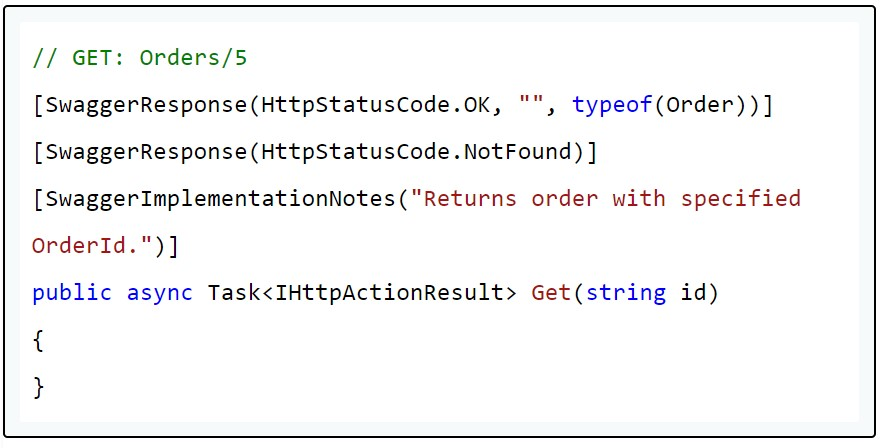 // GET: Orders/5
[SwaggerResponse(HttpStatusCode.OK, "", typeof(Order))]
[SwaggerResponse(HttpStatusCode.NotFound)]
[SwaggerImplementationNotes("Returns order with specified
OrderId.")]
public async Task<IHttpActionResult> Get(string id)
{
}